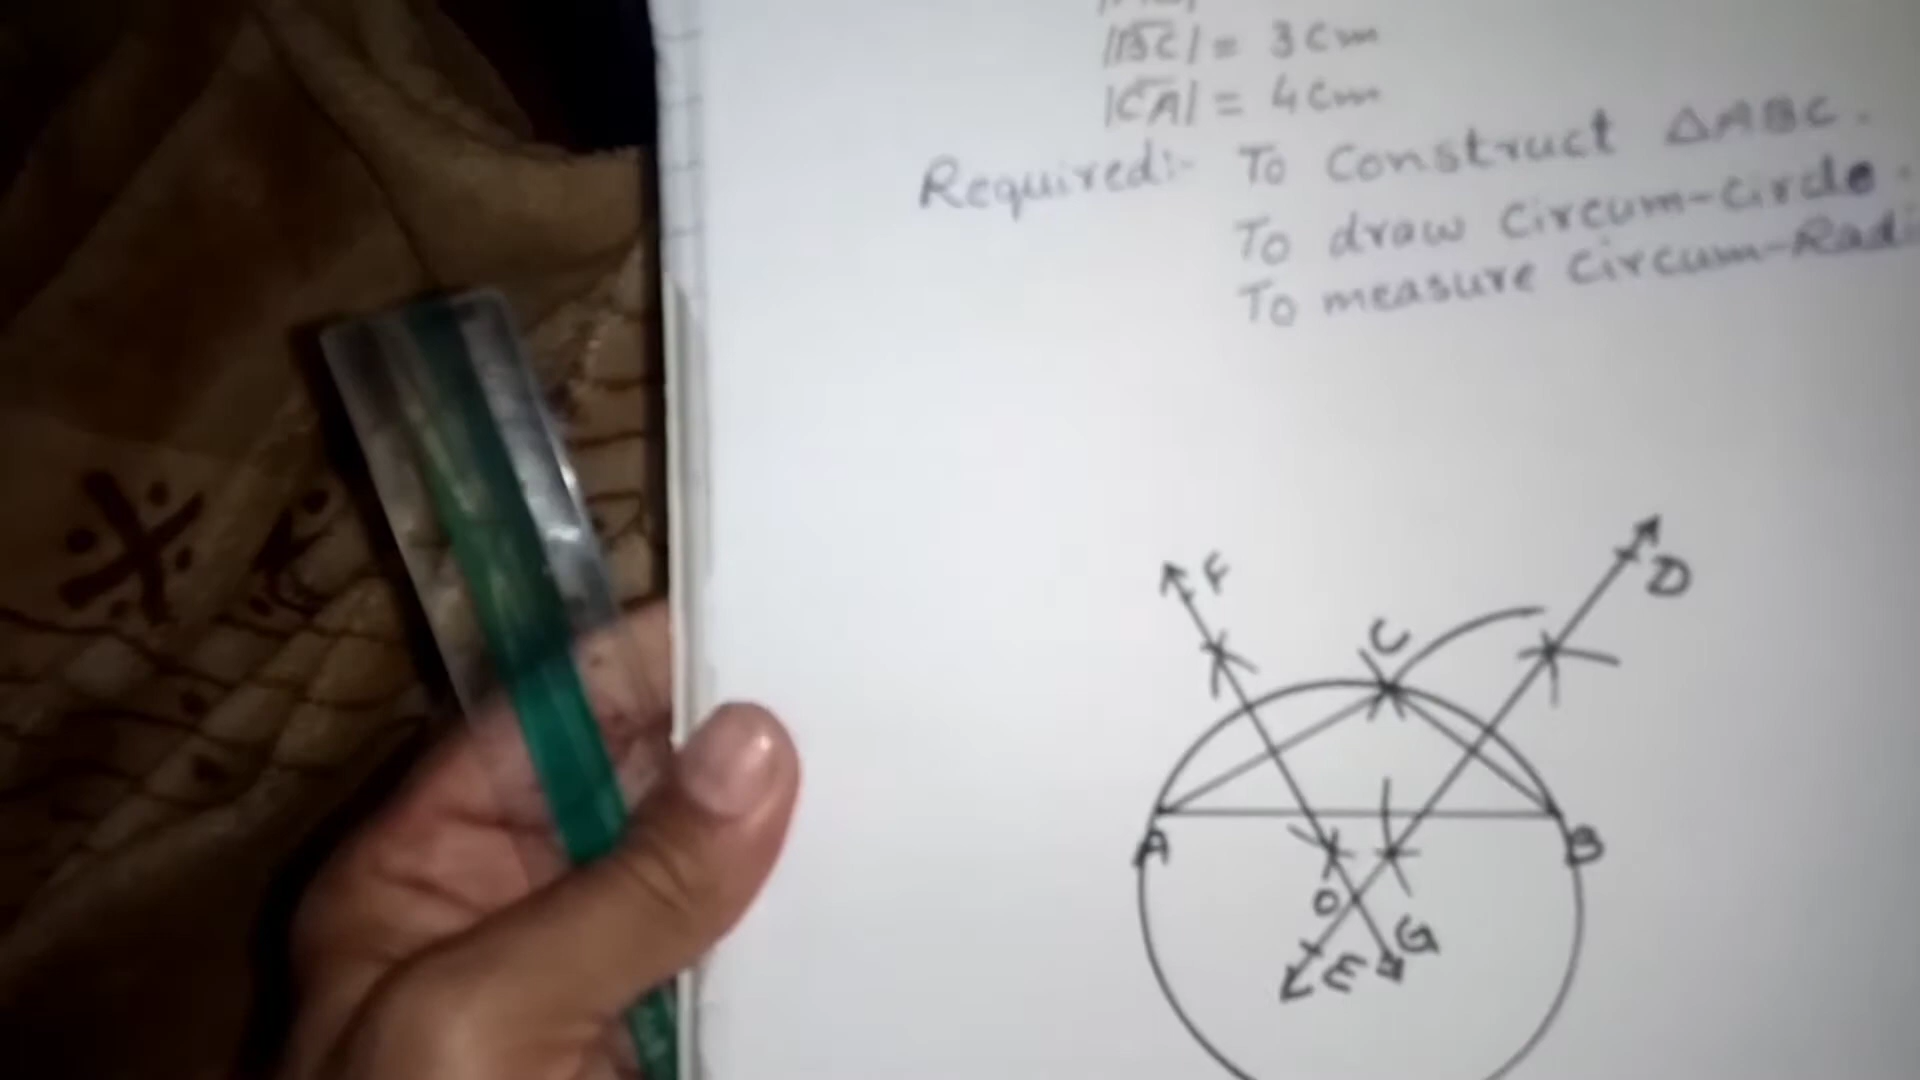 |BC| = 3cm
|CA| = 4cm
Required:- To Construct △ABC.
To draw Circum-circle.
To measure Circum-Radi
F
D
C
A
B
O
G
E